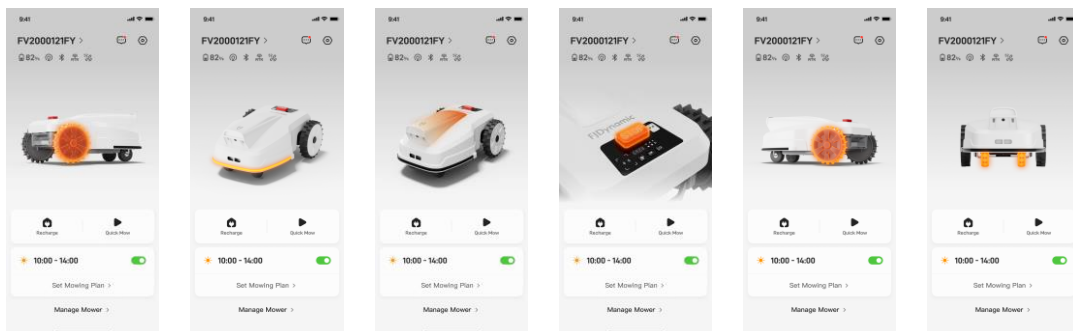 9:41
FV2000121FY >
82%
Recharge
Quick Mow
10:00 - 14:00
Set Mowing Plan >
Manage Mower >
9:41
FV2000121FY >
82%
Recharge
Quick Mow
10:00 - 14:00
Set Mowing Plan >
Manage Mower >
9:41
FV2000121FY >
82%
Recharge
Quick Mow
10:00 - 14:00
Set Mowing Plan >
Manage Mower >
9:41
FV2000121FY >
82%
FJDynamic
Recharge
Quick Mow
10:00 - 14:00
Set Mowing Plan >
Manage Mower >
9:41
FV2000121FY >
82%
Recharge
Quick Mow
10:00 - 14:00
Set Mowing Plan >
Manage Mower >
9:41
FV2000121FY >
82%
Recharge
Quick Mow
10:00 - 14:00
Set Mowing Plan >
Manage Mower >